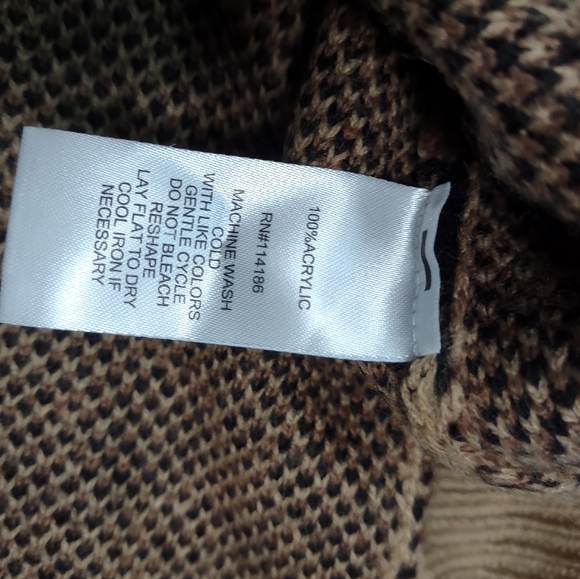 100%ACRYLIC
RN#114186
MACHINE WASH
COLD
WITH LIKE COLORS
GENTLE CYCLE
DO NOT BLEACH
RESHAPE
LAY FLAT TO DRY
COOL IRON IF
NECESSARY